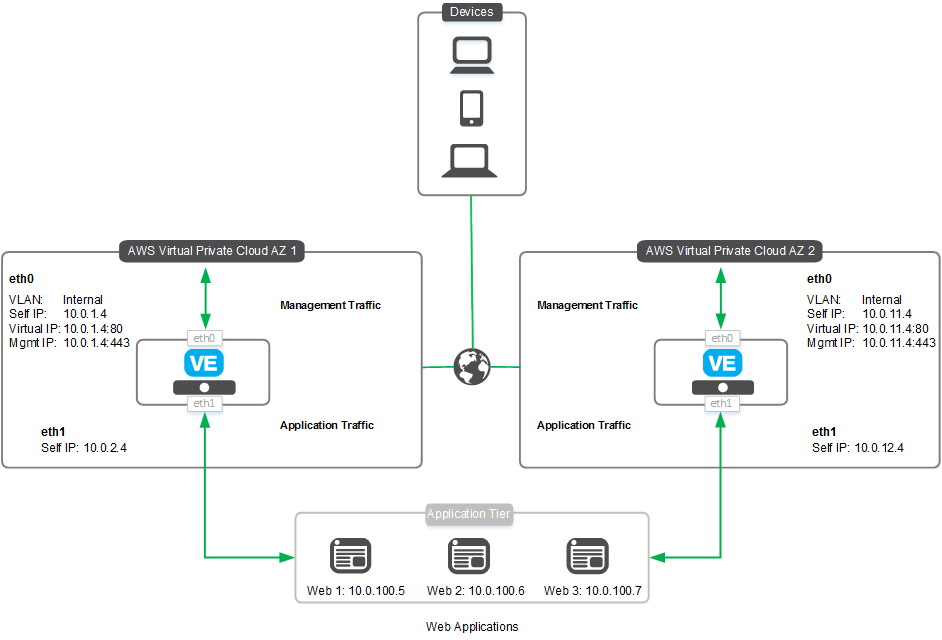 Devices
AWS Virtual Private Cloud AZ 1
eth0
VLAN: Internal
Self IP: 10.0.1.4
Virtual IP: 10.0.1.4:80
Mgmt IP: 10.0.1.4:443
Management Traffic
eth0
VE
eth1
Application Traffic
eth1
Self IP: 10.0.2.4
AWS Virtual Private Cloud AZ 2
Management Traffic
eth0
VLAN: Internal
Self IP: 10.0.11.4
Virtual IP: 10.0.11.4:80
Mgmt IP: 10.0.11.4:443
eth0
VE
eth1
Application Traffic
eth1
Self IP: 10.0.12.4
Application Tier
Web 1: 10.0.100.5
Web 2: 10.0.100.6
Web 3: 10.0.100.7
Web Applications